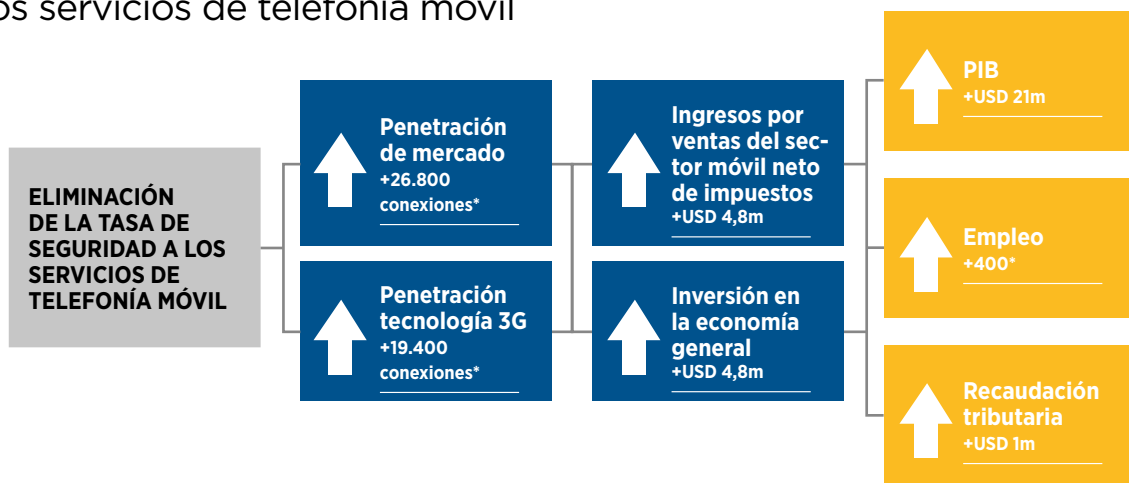 os servicios de telefonía móvil
ELIMINACIÓN
DE LA TASA DE
SEGURIDAD A LOS
SERVICIOS DE
TELEFONÍA MÓVIL
Penetración
de mercado
+26.800
conexiones*
Penetración
tecnología 3G
+19.400
conexiones*
Ingresos por
ventas del sec-
tor móvil neto
de impuestos
+USD 4,8m
Inversión en
la economía
general
+USD 4,8m
PIB
+USD 21m
Empleo
+400*
Recaudación
tributaria
+USD 1m